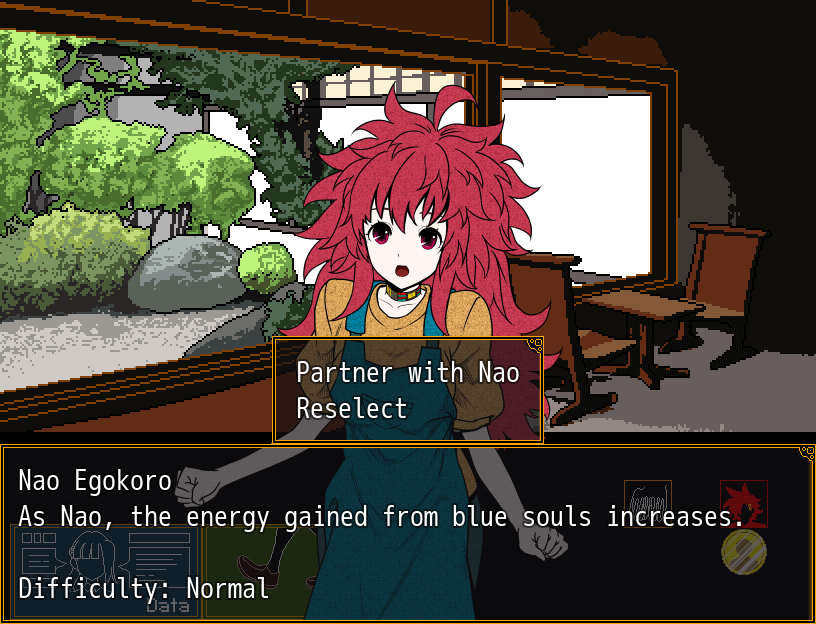 Partner with Nao
Reselect
Nao Egokoro
As Nao, the energy gained from blue souls increases.
Difficulty: Normal
Data